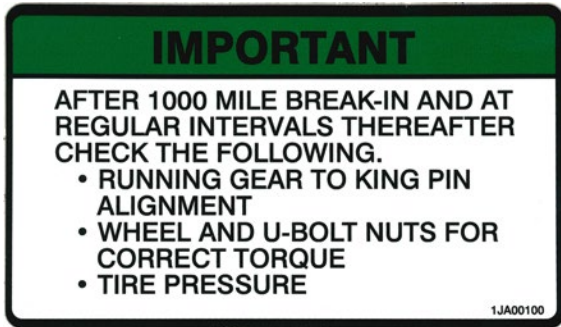 IMPORTANT
AFTER 1000 MILE BREAK-IN AND AT
REGULAR INTERVALS THEREAFTER
CHECK THE FOLLOWING.
• RUNNING GEAR TO KING PIN
ALIGNMENT
• WHEEL AND U-BOLT NUTS FOR
CORRECT TORQUE
• TIRE PRESSURE
1JA00100